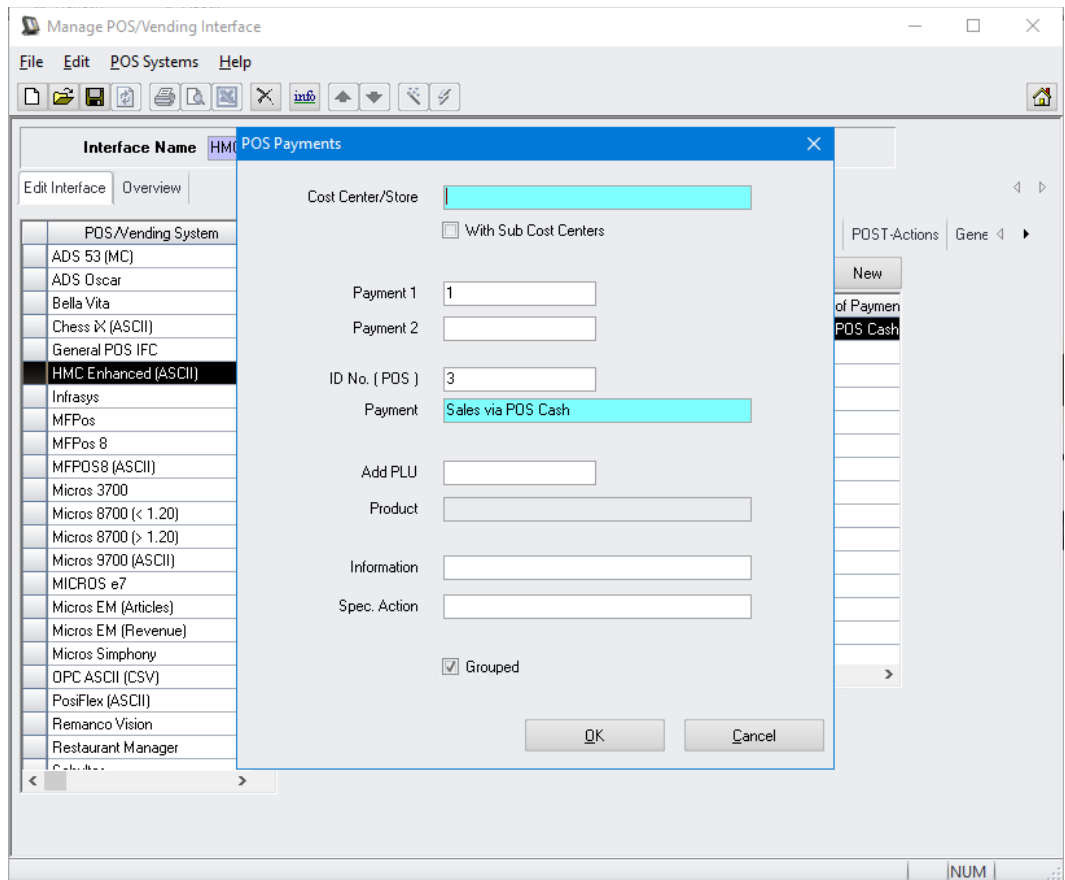 Manage POS/Vending Interface
File Edit POS Systems Help
info
Interface Name HMC
POS Payments
Edit Interface Overview
POS/Vending System
ADS 53 (MC)
ADS Oscar
Bella Vita
Chess iX (ASCII)
General POS IFC
HMC Enhanced (ASCII)
Infrasys
MFPos
MFPos 8
MFPOS8 (ASCII)
Micros 3700
Micros 8700 (< 1.20)
Micros 8700 (> 1.20)
Micros 9700 (ASCII)
MICROS e7
Micros EM (Articles)
Micros EM (Revenue)
Micros Simphony
OPC ASCII (CSV)
PosiFlex (ASCII)
Remanco Vision
Restaurant Manager
Cost Center/Store
With Sub Cost Centers
Payment 1 1
Payment 2
ID No. ( POS ) 3
Payment Sales via POS Cash
Add PLU
Product
Information
Spec. Action
Grouped
OK Cancel
POST-Actions Gene
New
of Paymen
POS Cash
NUM